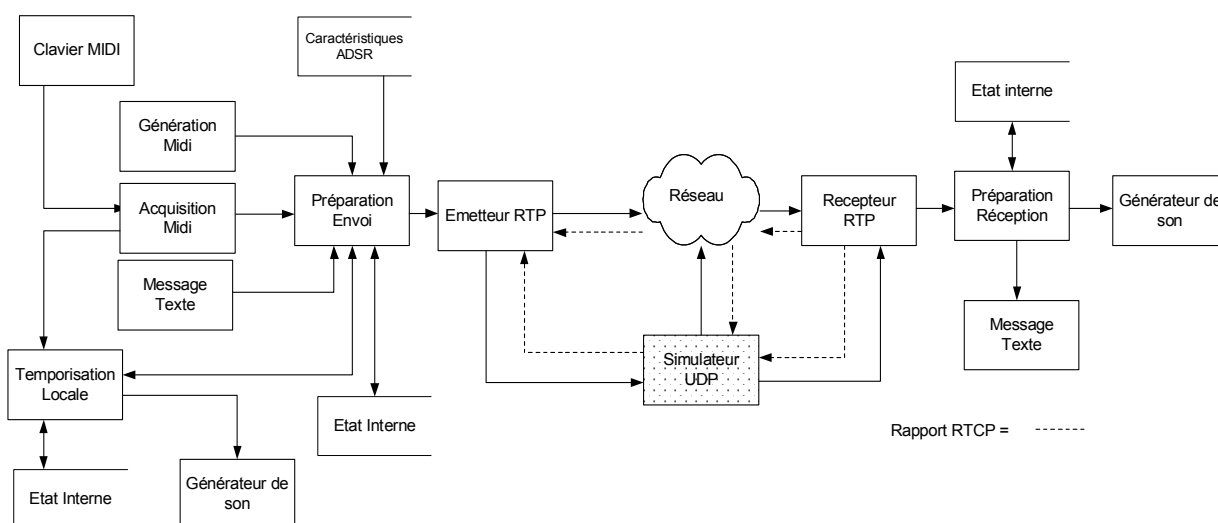 Clavier MIDI
Caractéristiques
ADSR
Etat interne
Génération
Midi
Acquisition
Midi
Préparation
Envoi
Emetteur RTP
Réseau
Recepteur
RTP
Préparation
Réception
Générateur de
son
Message
Texte
Message
Texte
Temporisation
Locale
Simulateur
UDP
Etat Interne
Rapport RTCP =
Etat Interne
Générateur de
son